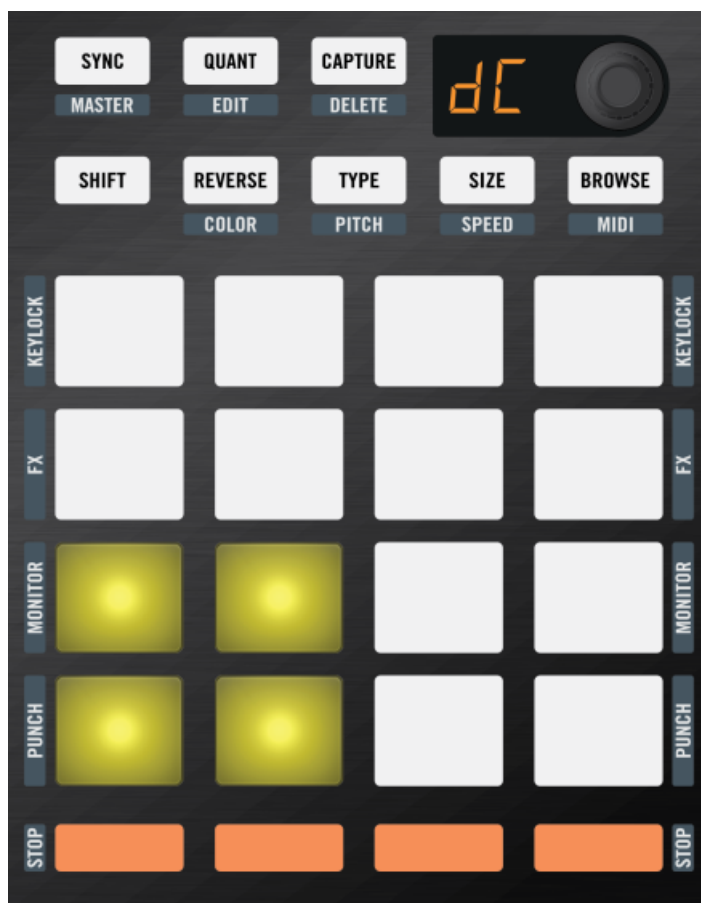 SYNC QUANT CAPTURE dC
MASTER EDIT DELETE
SHIFT REVERSE TYPE SIZE BROWSE
COLOR PITCH SPEED MIDI
KEYLOCK KEYLOCK
FX FX
MONITOR MONITOR
PUNCH PUNCH
STOP STOP